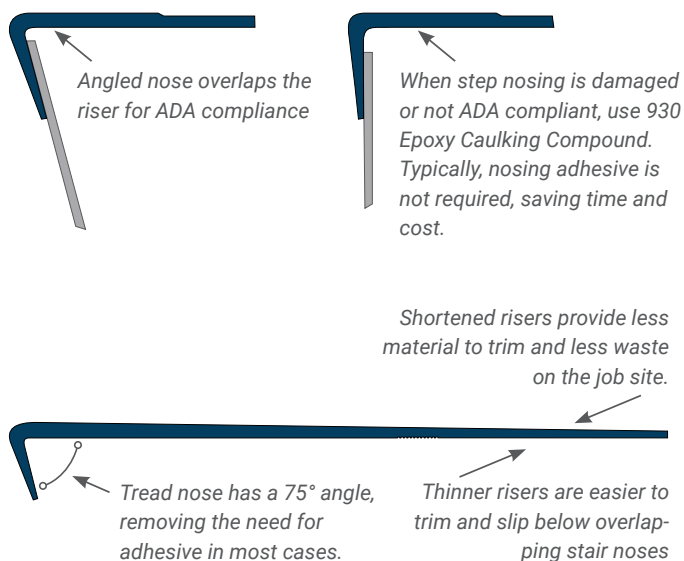 Angled nose overlaps the
riser for ADA compliance
When step nosing is damaged
or not ADA compliant, use 930
Epoxy Caulking Compound.
Typically, nosing adhesive is
not required, saving time and
cost.
Shortened risers provide less
material to trim and less waste
on the job site.
Tread nose has a 75° angle,
removing the need for
adhesive in most cases.
Thinner risers are easier to
trim and slip below overlap-
ping stair noses